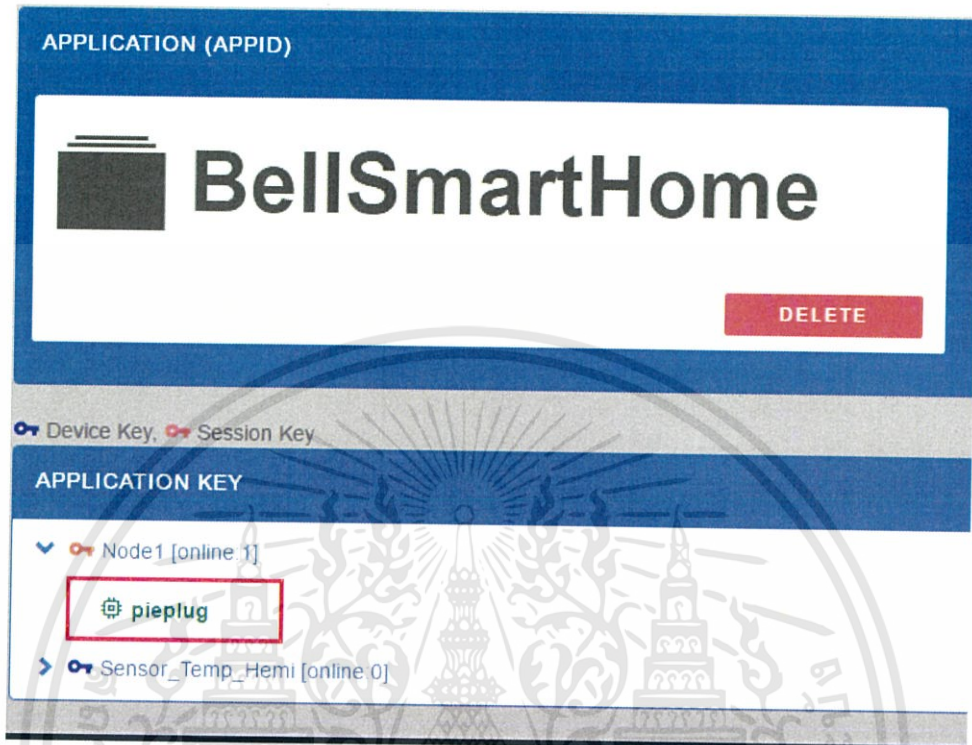 APPLICATION (APPID)
BellSmartHome
DELETE
Device Key, Session Key
APPLICATION KEY
Node1 [online:1]
pieplug
Sensor_Temp_Hemi [online:0]